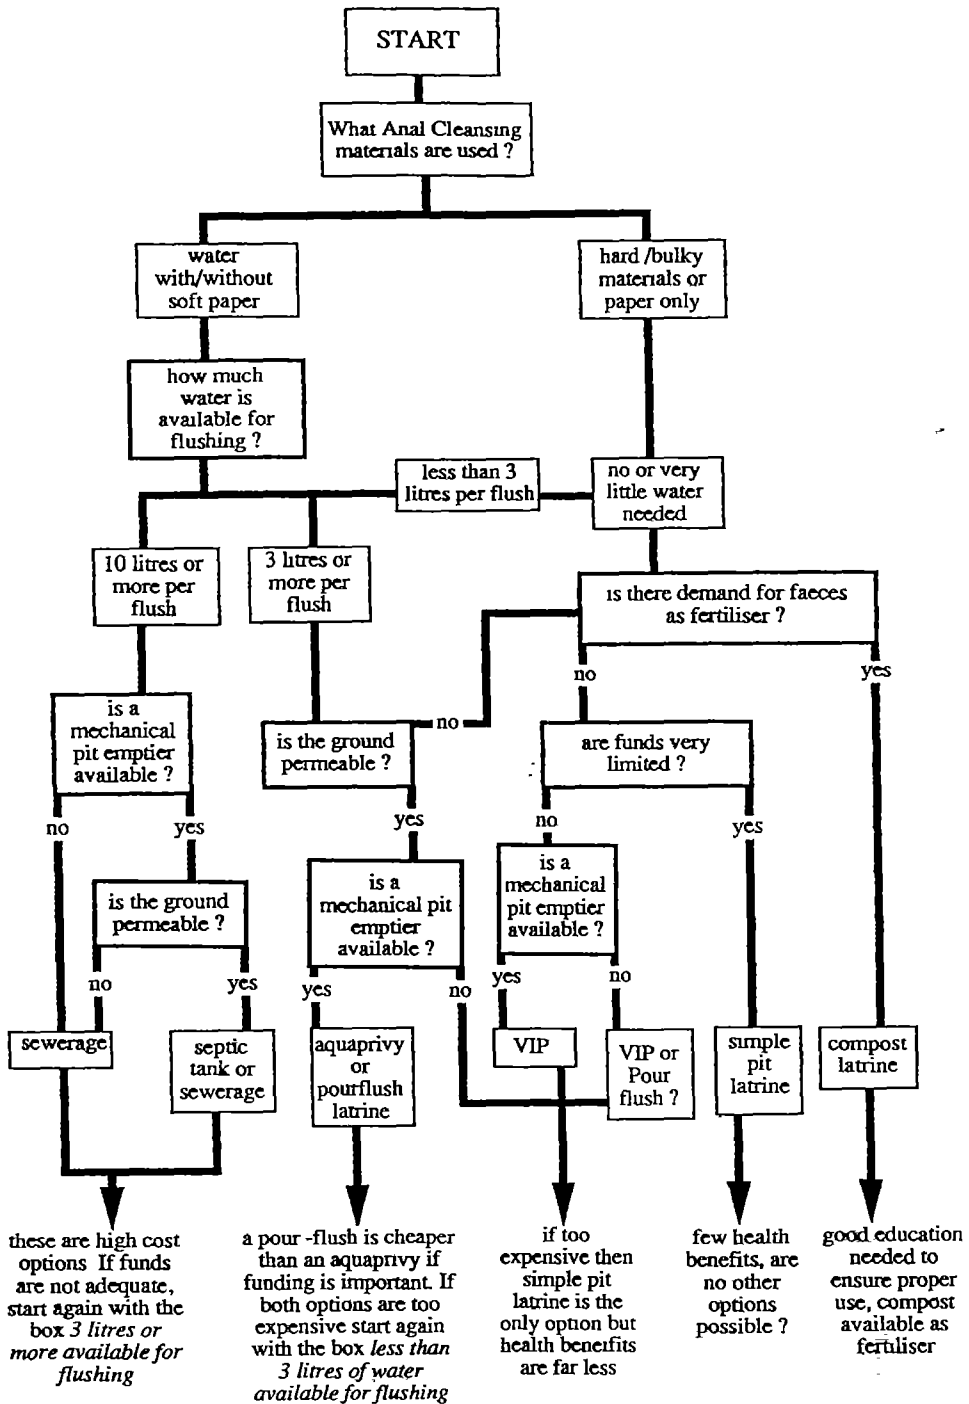 START
What Anal Cleansing
materials are used ?
water
with/without
soft paper
hard /bulky
materials or
paper only
how much
water is
available for
flushing ?
less than 3
litres per flush
no or very
little water
needed
10 litres or
more per
flush
3 litres or
more per
flush
is there demand for faeces
as fertiliser ?
no
yes
is a
mechanical
pit emptier
available ?
is the ground
permeable ?
no
are funds very
limited ?
no
yes
yes
no
yes
is the ground
permeable ?
is a
mechanical pit
emptier
available ?
is a
mechanical
pit emptier
available ?
no
yes
yes
no
yes
no
sewerage
septic
tank or
sewerage
aquaprivy
or
pourflush
latrine
VIP
VIP or
Pour
flush ?
simple
pit
latrine
compost
latrine
these are high cost
options If funds
are not adequate,
start again with the
box 3 litres or
more available for
flushing
a pour -flush is cheaper
than an aquaprivy if
funding is important. If
both options are too
expensive start again
with the box less than
3 litres of water
available for flushing
if too
expensive then
simple pit
latrine is the
only option but
health benefits
are far less
few health
benefits, are
no other
options
possible ?
good education
needed to
ensure proper
use, compost
available as
fertiliser